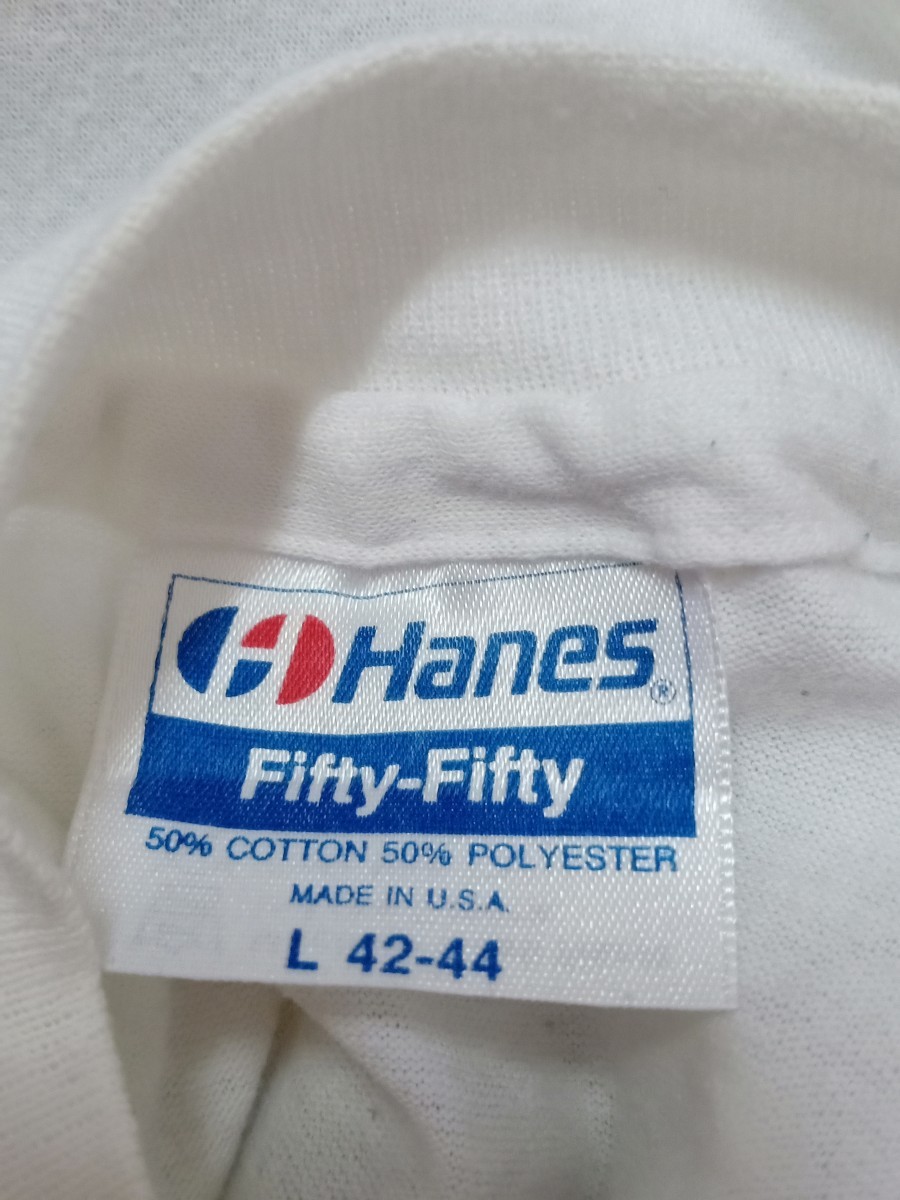 Hanes®
Fifty-Fifty
50% COTTON 50% POLYESTER
MADE IN U.S.A.
L 42-44